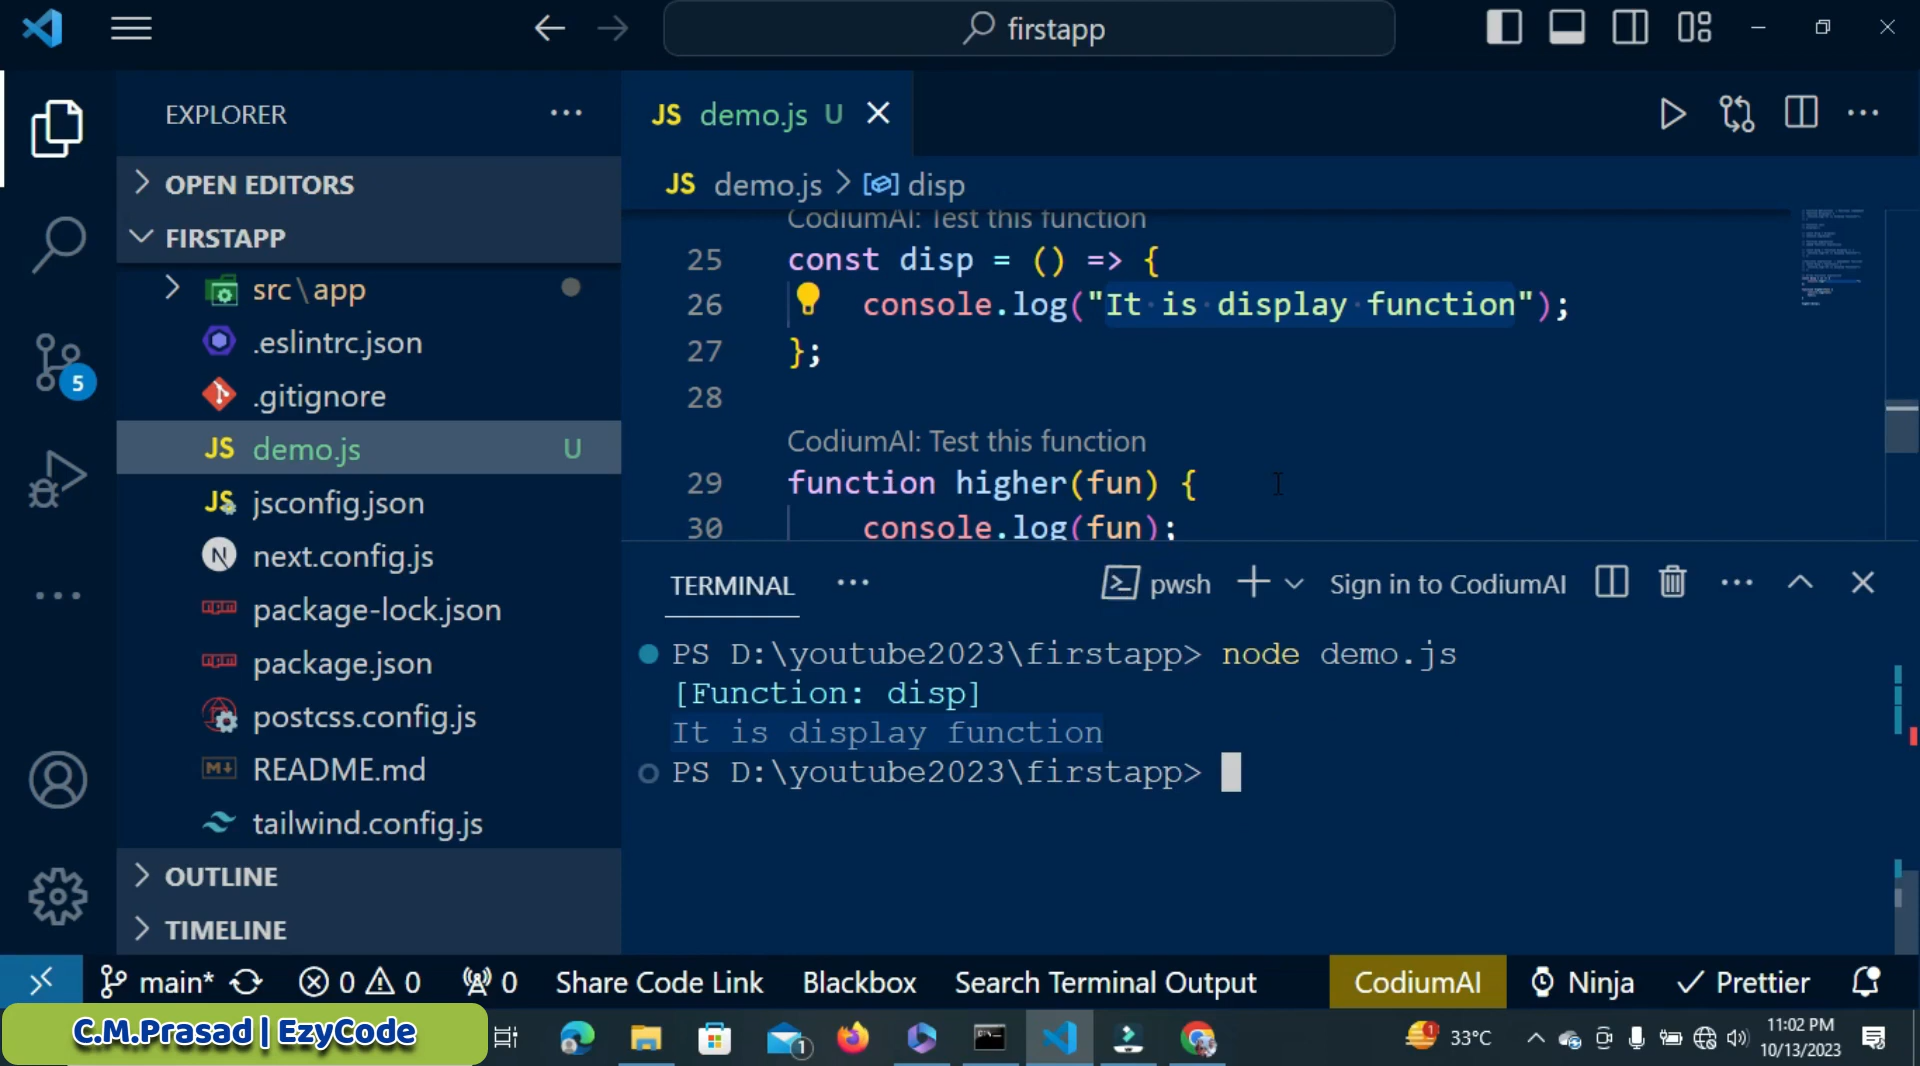 firstapp
EXPLORER
JS demo.js U
OPEN EDITORS
JS demo.js > disp
FIRSTAPP
CodiumAI: Test this function
25 const disp = () => {
src\app
26 console.log("It is display function");
.eslintrc.json
27 };
.gitignore
28
JS demo.js U
CodiumAI: Test this function
29 function higher(fun) {
JS jsconfig.json
30 console.log(fun);
N next.config.js
package-lock.json
package.json
postcss.config.js
README.md
tailwind.config.js
OUTLINE
TIMELINE
5
TERMINAL
pwsh
Sign in to CodiumAI
PS D:\youtube2023\firstapp> node demo.js
[Function: disp]
It is display function
PS D:\youtube2023\firstapp>
main* 0 0 0 Share Code Link Blackbox Search Terminal Output CodiumAI Ninja Prettier
C.M.Prasad | EzyCode
1
1
33°C
11:02 PM
10/13/2023